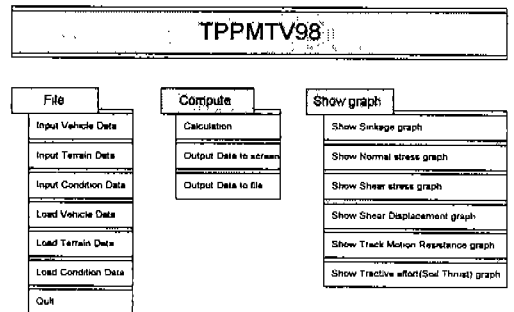 TPPMTV98
File
Input Vehicle Data
Input Terrain Data
Input Condition Data
Load Vehicle Data
Load Terrain Data
Load Condition Data
Quit
Compute
Calculation
Output Data to screen
Output Data to file
Show graph
Show Sinkage graph
Show Normal stress graph
Show Shear stress graph
Show Shear Displacement graph
Show Track Motion Resistance graph
Show Tractive effort(Soil Thrust) graph